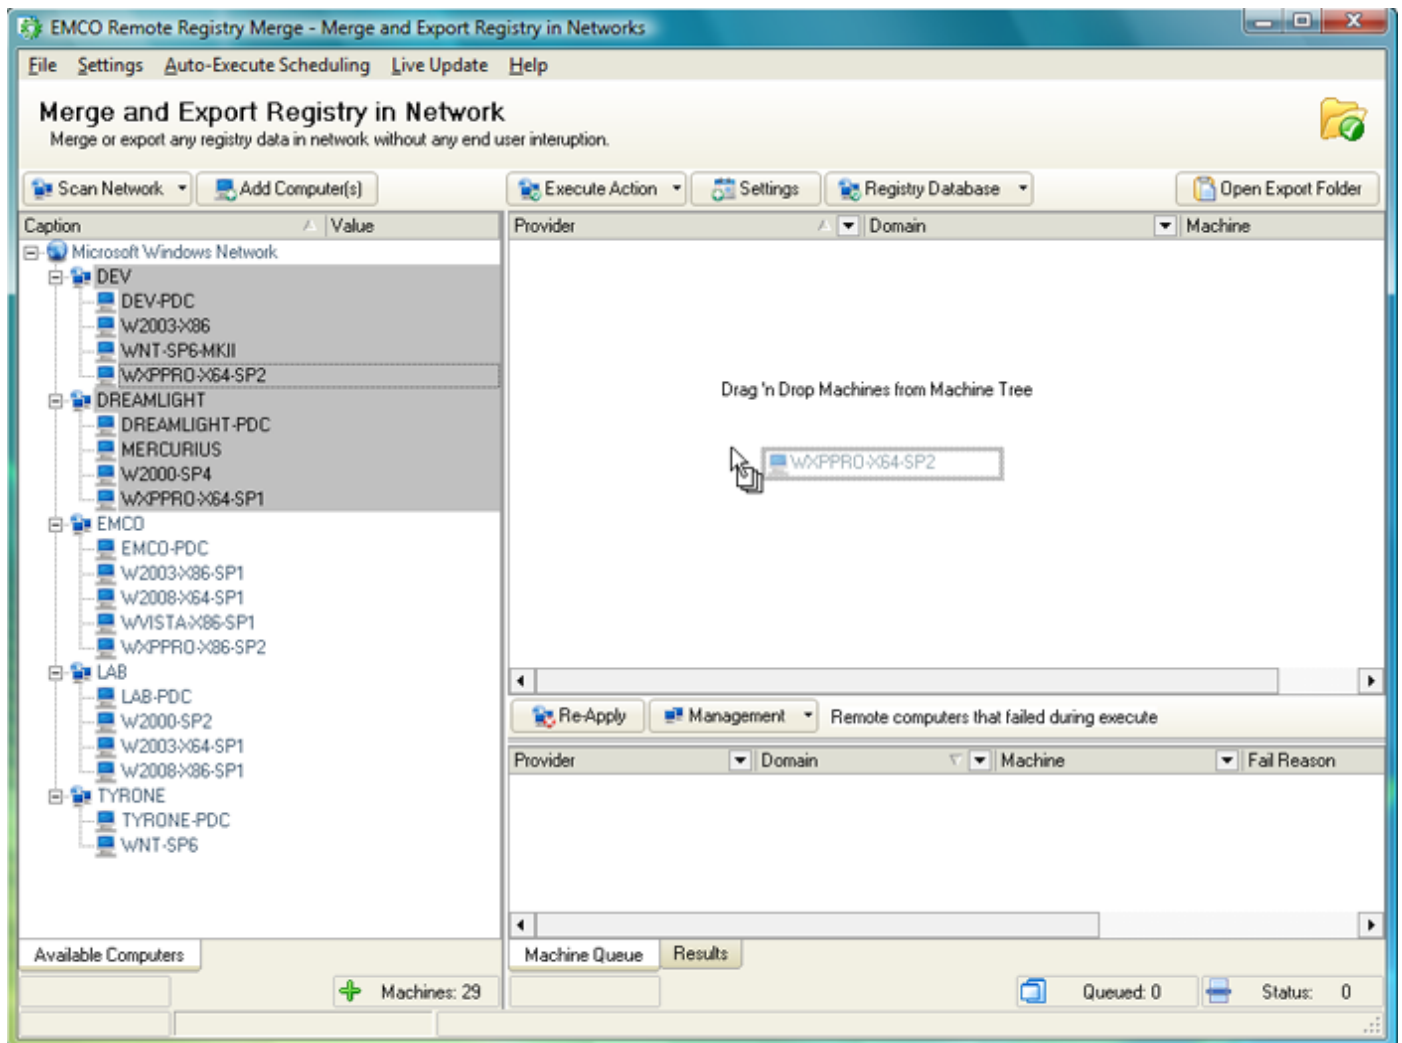 EMCO Remote Registry Merge - Merge and Export Registry in Networks
File Settings Auto-Execute Scheduling Live Update Help
Merge and Export Registry in Network
Merge or export any registry data in network without any end user interuption.
Scan Network Add Computer(s) Execute Action Settings Registry Database Open Export Folder
Caption Value Provider Domain Machine
Microsoft Windows Network
DEV
DEV-PDC
W2003-X86
WNT-SP6-MKII
WXPPRO-X64-SP2
DREAMLIGHT
DREAMLIGHT-PDC
MERCURIUS
W2000-SP4
WXPPRO-X64-SP1
EMCO
EMCO-PDC
W2003-X86-SP1
W2008-X64-SP1
WVISTA-X86-SP1
WXPPRO-X86-SP2
LAB
LAB-PDC
W2000-SP2
W2003-X64-SP1
W2008-X86-SP1
TYRONE
TYRONE-PDC
WNT-SP6
Drag 'n Drop Machines from Machine Tree
WXPPRO-X64-SP2
Re-Apply Management Remote computers that failed during execute
Provider Domain Machine Fail Reason
Available Computers Machine Queue Results
Machines: 29 Queued: 0 Status: 0